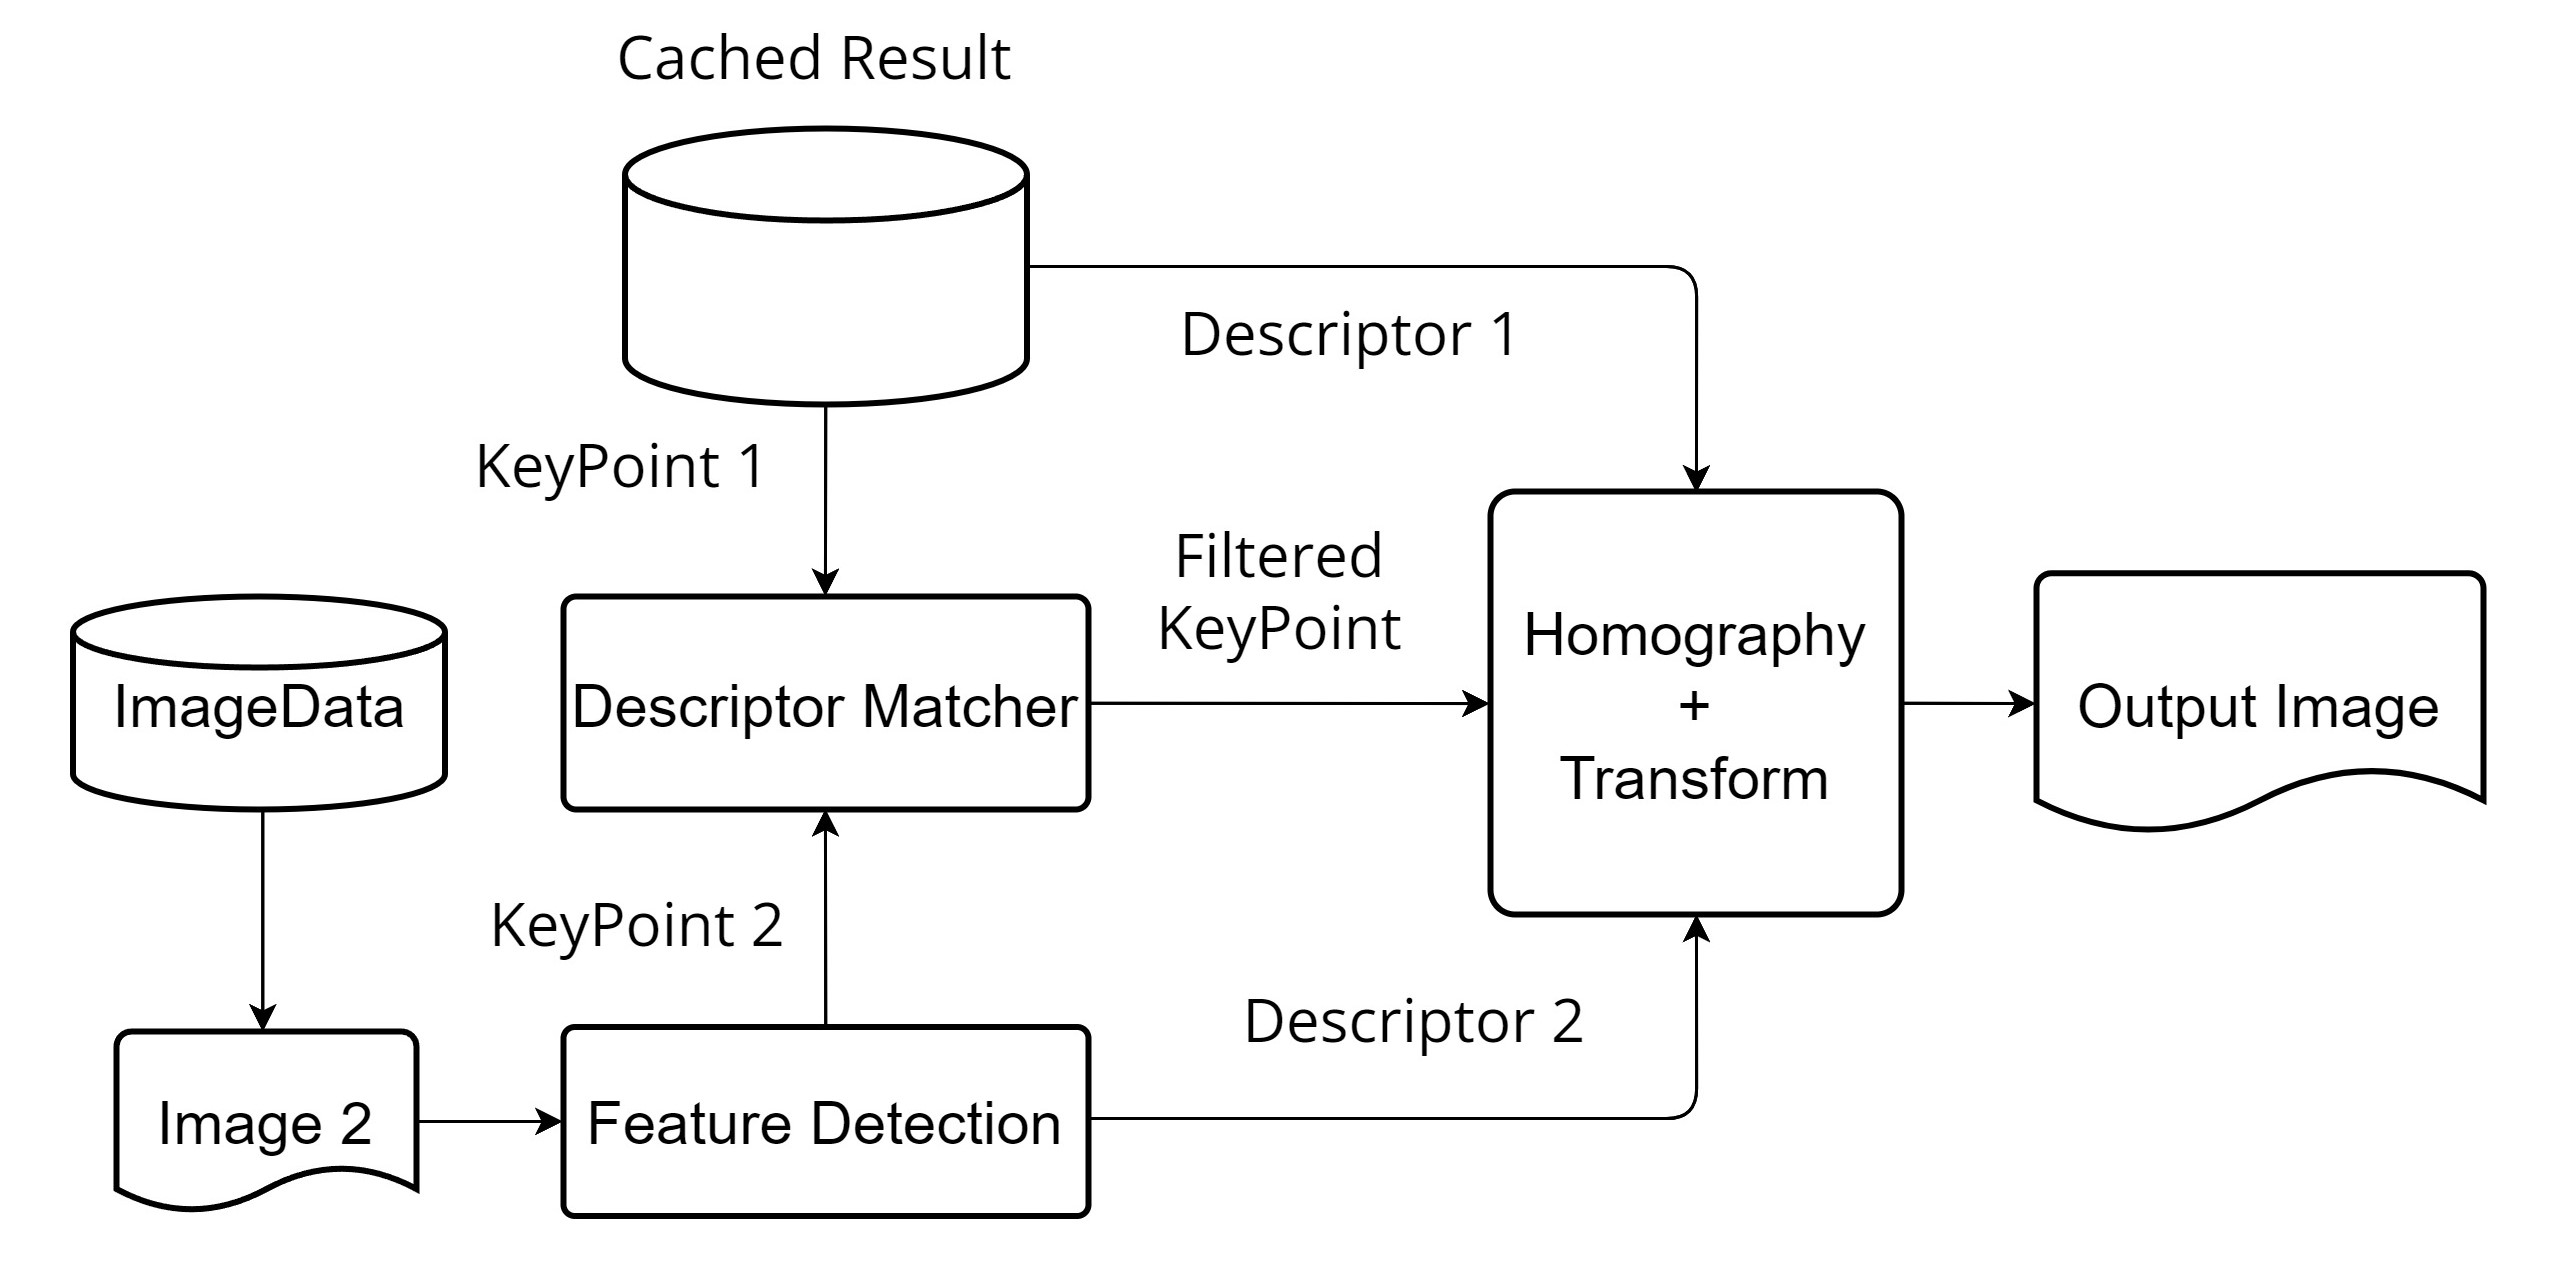 Cached Result
Descriptor 1
KeyPoint 1
Filtered
KeyPoint
ImageData
Descriptor Matcher
Homography
+
Transform
Output Image
KeyPoint 2
Descriptor 2
Image 2
Feature Detection